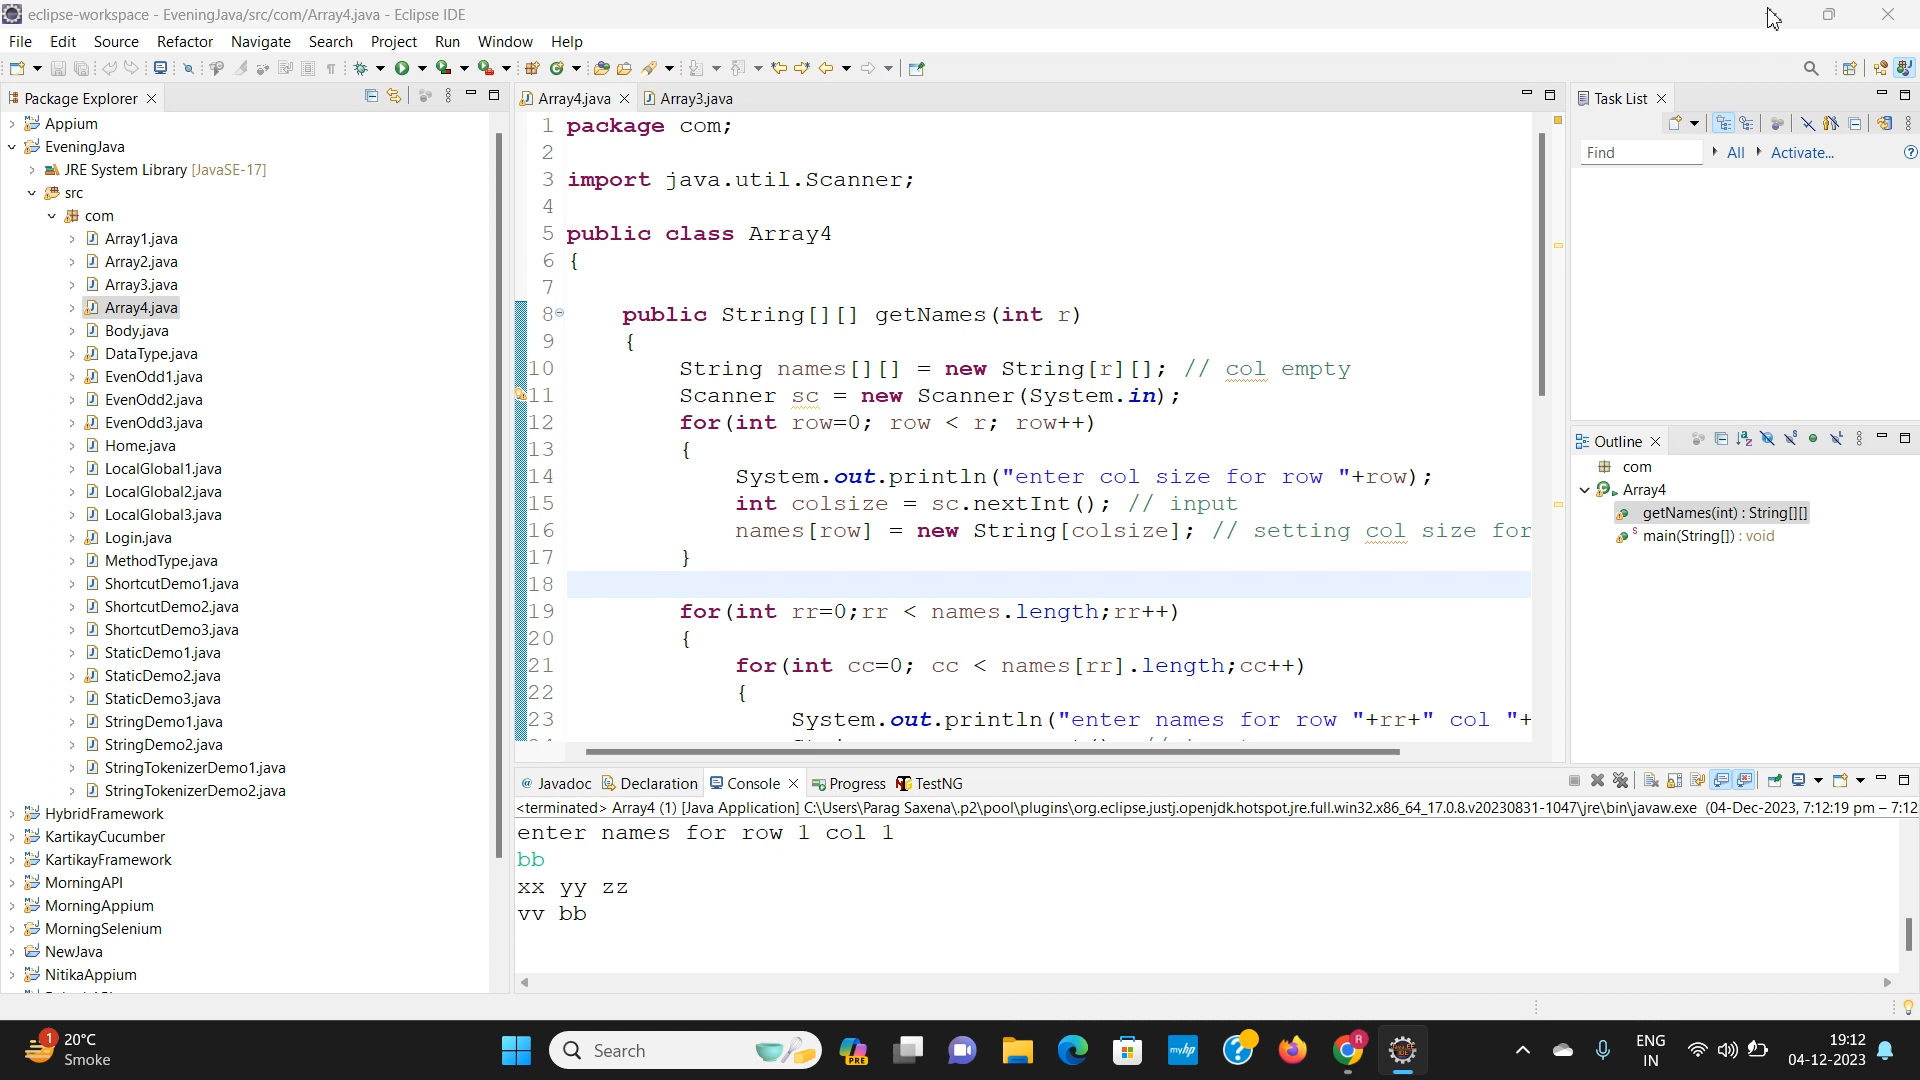 eclipse-workspace - EveningJava/src/com/Array4.java - Eclipse IDE
File Edit Source Refactor Navigate Search Project Run Window Help
Package Explorer
Appium
EveningJava
JRE System Library [JavaSE-17]
src
com
Array1.java
Array2.java
Array3.java
Array4.java
Body.java
DataType.java
EvenOdd1.java
EvenOdd2.java
EvenOdd3.java
Home.java
LocalGlobal1.java
LocalGlobal2.java
LocalGlobal3.java
Login.java
MethodType.java
ShortcutDemo1.java
ShortcutDemo2.java
ShortcutDemo3.java
StaticDemo1.java
StaticDemo2.java
StaticDemo3.java
StringDemo1.java
StringDemo2.java
StringTokenizerDemo1.java
StringTokenizerDemo2.java
HybridFramework
KartikayCucumber
KartikayFramework
MorningAPI
MorningAppium
MorningSelenium
NewJava
NitikaAppium
Array4.java Array3.java
1 package com;
2
3 import java.util.Scanner;
4
5 public class Array4
6 {
7
8 public String[][] getNames(int r)
9 {
10 String names[][] = new String[r][]; // col empty
11 Scanner sc = new Scanner(System.in);
12 for(int row=0; row < r; row++)
13 {
14 System.out.println("enter col size for row "+row);
15 int colsize = sc.nextInt(); // input
16 names[row] = new String[colsize]; // setting col size for
17 }
18
19 for(int rr=0;rr < names.length;rr++)
20 {
21 for(int cc=0; cc < names[rr].length;cc++)
22 {
23 System.out.println("enter names for row "+rr+" col "+
Task List
Find All Activate...
Outline
com
Array4
getNames(int) : String[][]
main(String[]) : void
Javadoc Declaration Console Progress TestNG
<terminated> Array4 (1) [Java Application] C:\Users\Parag Saxena\.p2\pool\plugins\org.eclipse.justj.openjdk.hotspot.jre.full.win32.x86_64_17.0.8.v20230831-1047\jre\bin\javaw.exe (04-Dec-2023, 7:12:19 pm – 7:12
enter names for row 1 col 1
bb
xx yy zz
vv bb
1
20°C
Smoke
Search
PRE
myhp
R
ENG
IN
19:12
04-12-2023